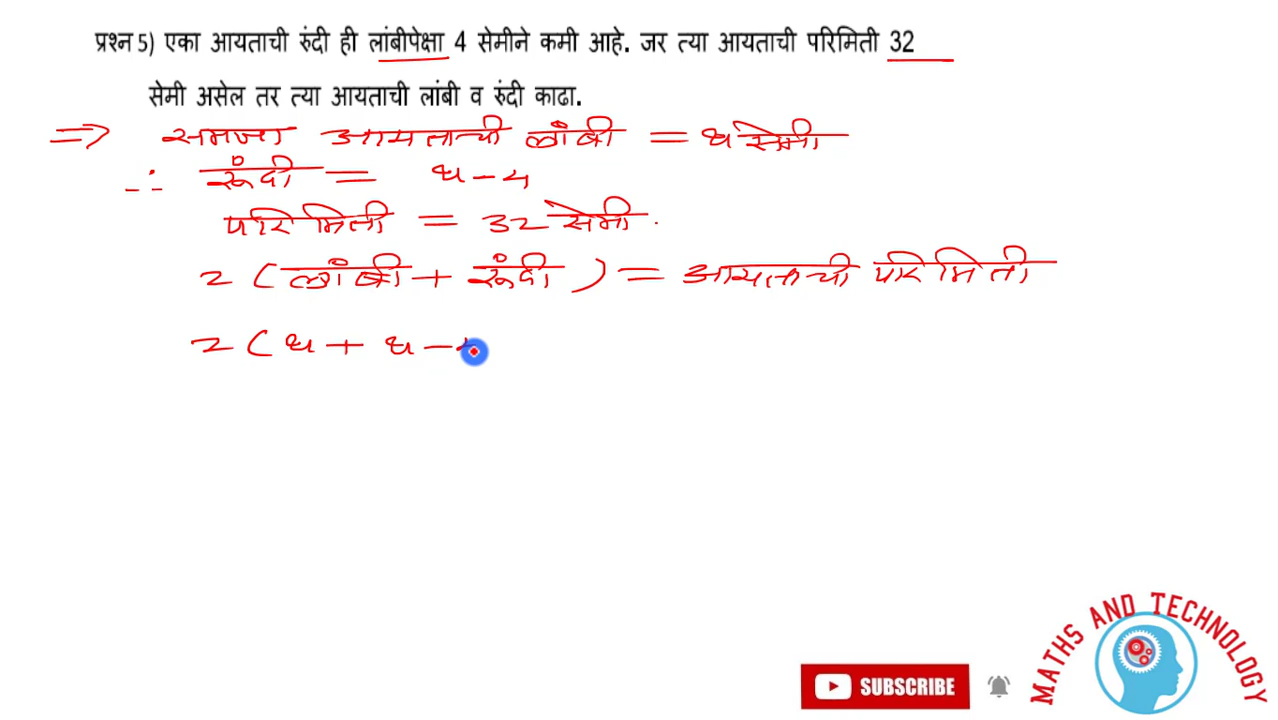 प्रश्न 5) एका आयताची रुंदी ही लांबीपेक्षा 4 सेमीने कमी आहे. जर त्या आयताची परिमिती 32
सेमी असेल तर त्या आयताची लांबी व रुंदी काढा.
⇒ समजा आयताची लांबी = x सेमी
∴ रूंदी = x - 4
परिमिती = 32 सेमी.
2 (लांबी + रूंदी) = आयताची परिमिती
2 (x + x - 4
SUBSCRIBE
MATHS AND TECHNOLOGY